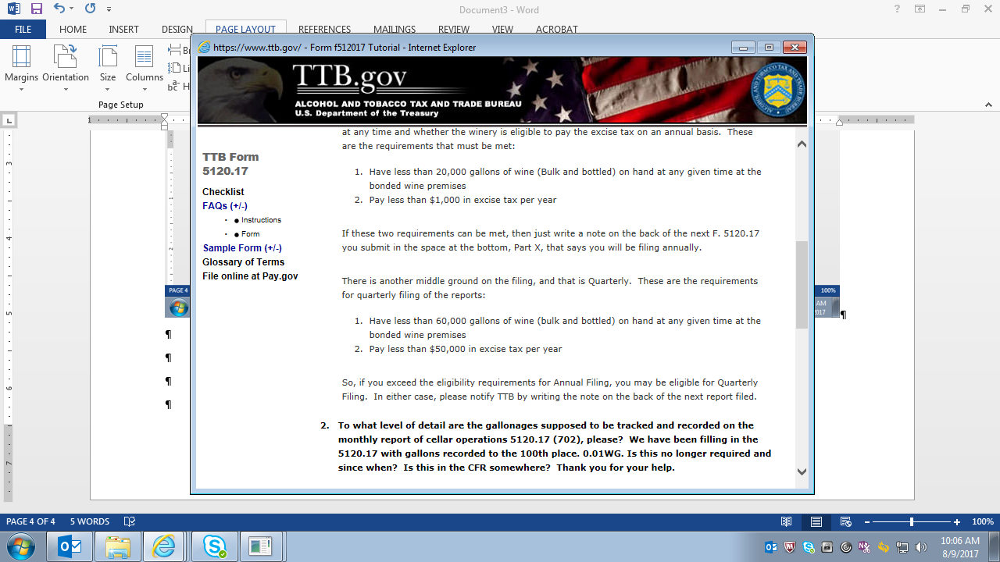 Document3 - Word
FILE HOME INSERT DESIGN PAGE LAYOUT REFERENCES MAILINGS REVIEW VIEW ACROBAT
Margins Orientation Size Columns
Page Setup
https://www.ttb.gov/ - Form f512017 Tutorial - Internet Explorer
TTB.gov
ALCOHOL AND TOBACCO TAX AND TRADE BUREAU
U.S. Department of the Treasury
TTB Form
5120.17
Checklist
FAQs (+/-)
Instructions
Form
Sample Form (+/-)
Glossary of Terms
File online at Pay.gov
at any time and whether the winery is eligible to pay the excise tax on an annual basis. These
are the requirements that must be met:
1. Have less than 20,000 gallons of wine (Bulk and bottled) on hand at any given time at the
bonded wine premises
2. Pay less than $1,000 in excise tax per year
If these two requirements can be met, then just write a note on the back of the next F. 5120.17
you submit in the space at the bottom, Part X, that says you will be filing annually.
There is another middle ground on the filing, and that is Quarterly. These are the requirements
for quarterly filing of the reports:
1. Have less than 60,000 gallons of wine (bulk and bottled) on hand at any given time at the
bonded wine premises
2. Pay less than $50,000 in excise tax per year
So, if you exceed the eligibility requirements for Annual Filing, you may be eligible for Quarterly
Filing. In either case, please notify TTB by writing the note on the back of the next report filed.
2. To what level of detail are the gallonages supposed to be tracked and recorded on the
monthly report of cellar operations 5120.17 (702), please? We have been filling in the
5120.17 with gallons recorded to the 100th place. 0.01WG. Is this no longer required and
since when? Is this in the CFR somewhere? Thank you for your help.
PAGE 4
100%
AM
2017
PAGE 4 OF 4 5 WORDS
100%
10:06 AM
8/9/2017